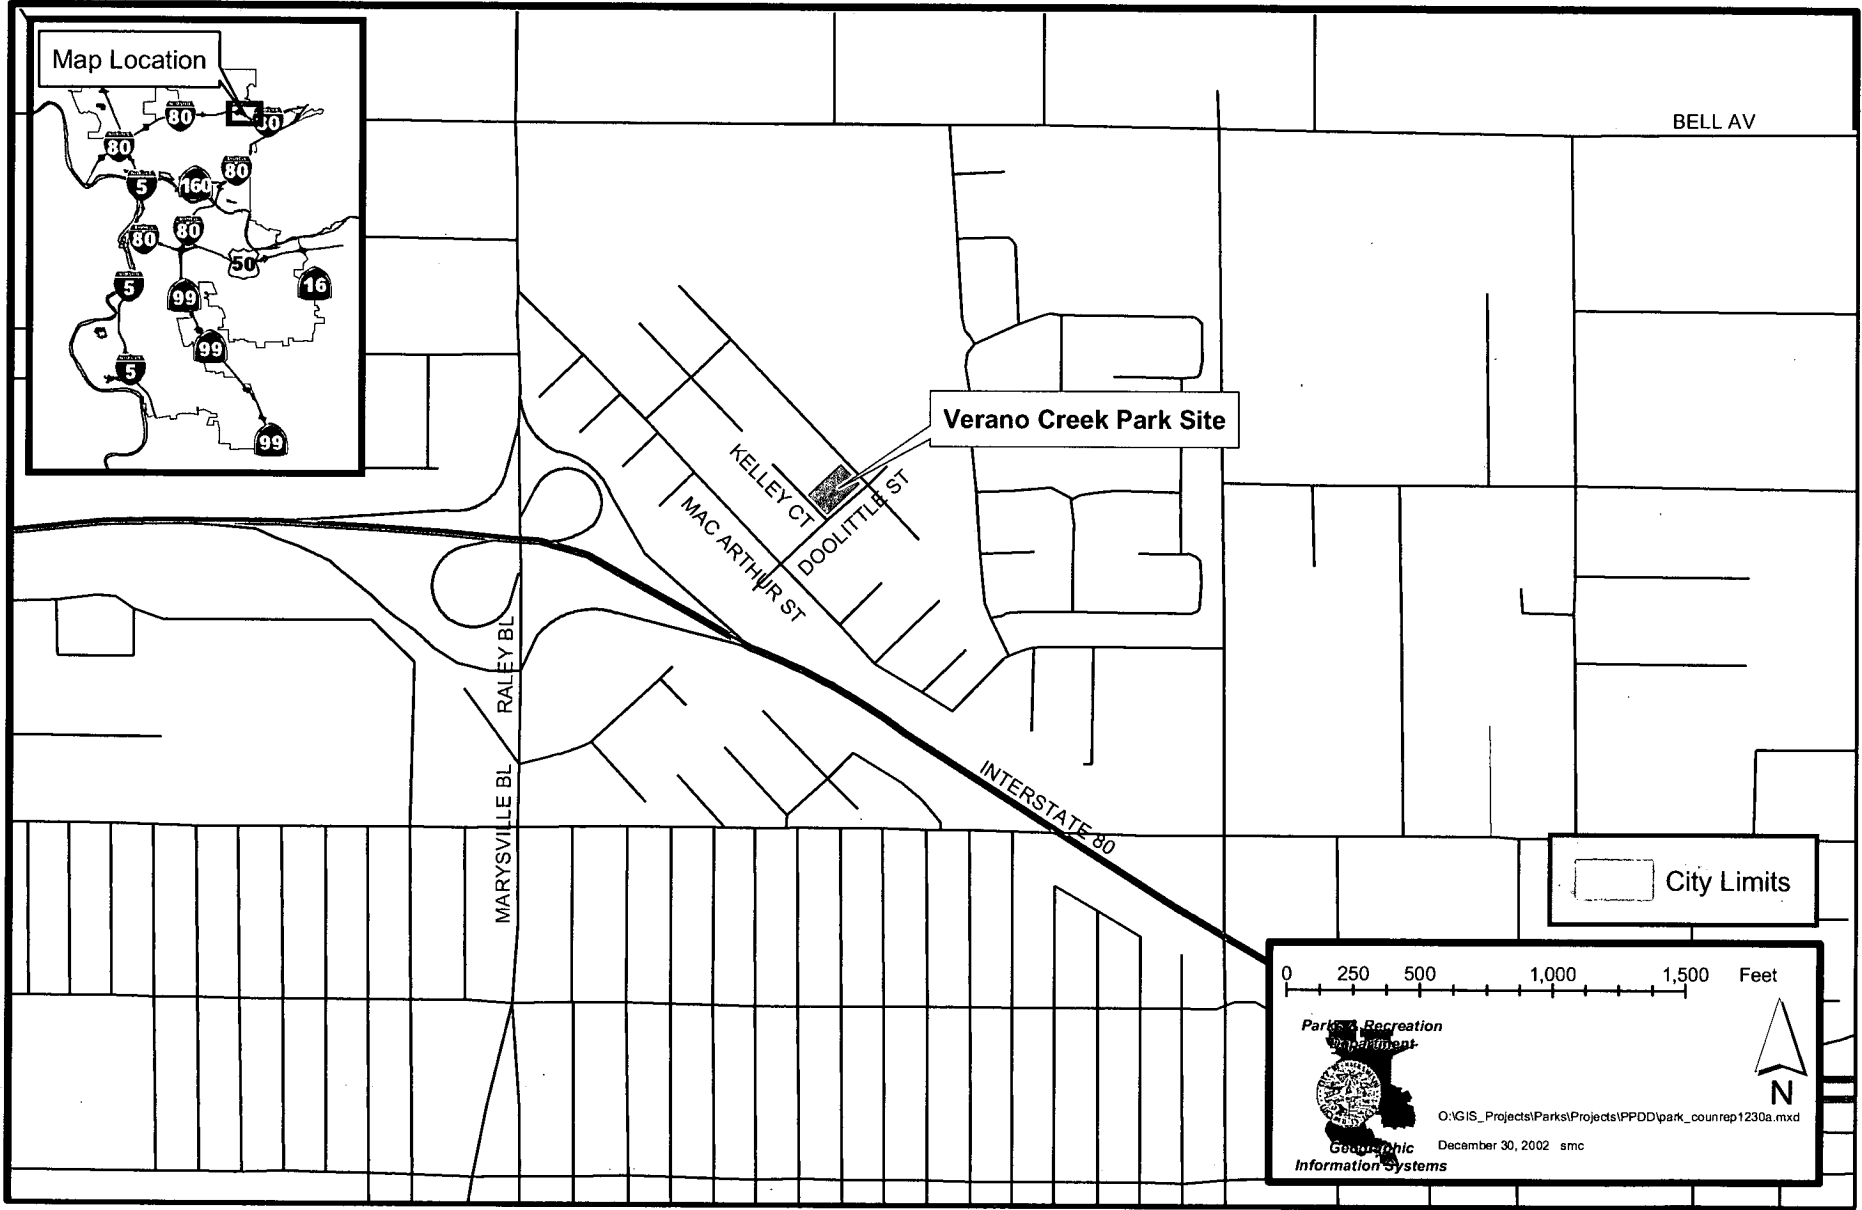 Map Location
80
80
80
80
5
160
80
80
50
5
99
16
99
5
99
BELL AV
Verano Creek Park Site
KELLEY CT
DOOLITTLE ST
MAC ARTHUR ST
RALEY BL
MARYSVILLE BL
INTERSTATE 80
City Limits
0 250 500 1,000 1,500 Feet
Parks & Recreation
Department
Geographic
Information Systems
N
O:\GIS_Projects\Parks\Projects\PPDD\park_counrep1230a.mxd
December 30, 2002 smc